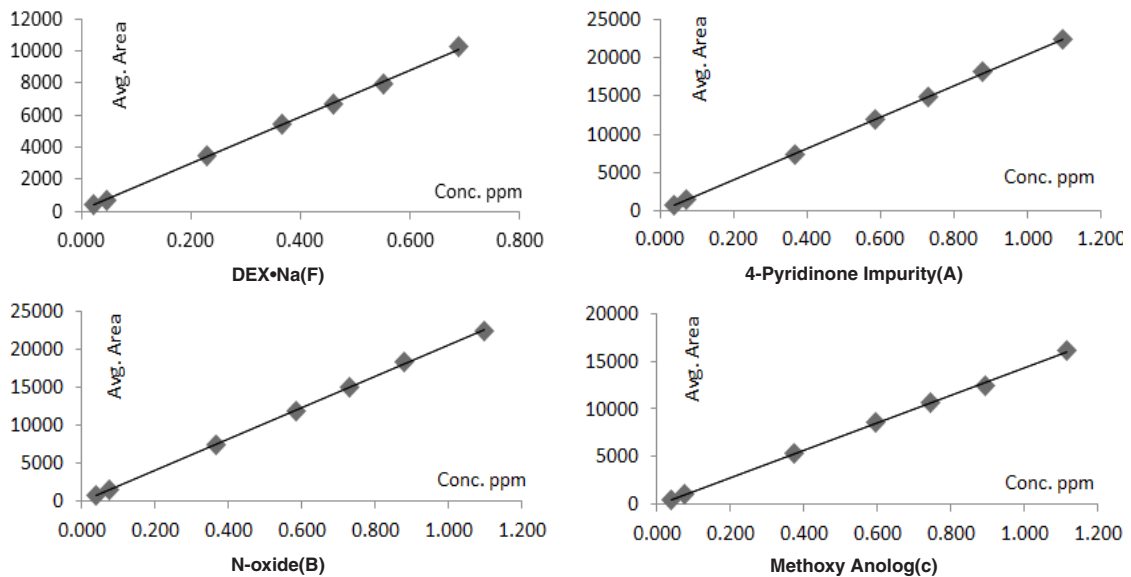 12000
10000
8000
6000
4000
2000
0
Avg. Area
Conc. ppm
0.000 0.200 0.400 0.600 0.800
DEX•Na(F)
25000
20000
15000
10000
5000
0
Avg. Area
Conc. ppm
0.000 0.200 0.400 0.600 0.800 1.000 1.200
4-Pyridinone Impurity(A)
25000
20000
15000
10000
5000
0
Avg. Area
Conc. ppm
0.000 0.200 0.400 0.600 0.800 1.000 1.200
N-oxide(B)
20000
15000
10000
5000
0
Avg. Area
Conc. ppm
0.000 0.200 0.400 0.600 0.800 1.000 1.200
Methoxy Anolog(c)